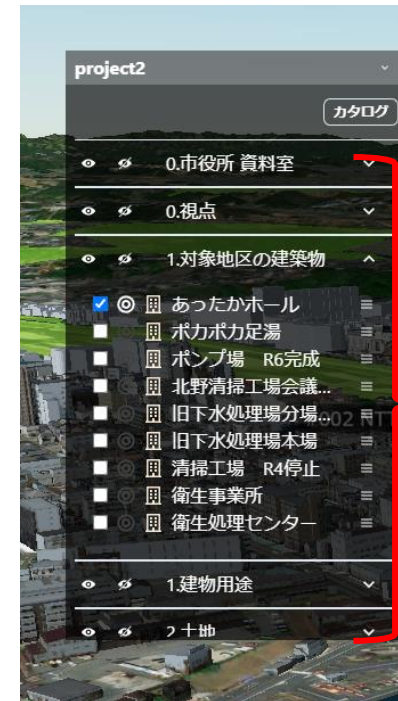 project2
カタログ
0.市役所 資料室
0.視点
1.対象地区の建築物
あったかホール
ポカポカ足湯
ポンプ場　R6完成
北野清掃工場会議...
旧下水処理場分場...
002 NT
旧下水処理場本場
清掃工場　R4停止
衛生事業所
衛生処理センター
1.建物用途
2.土地